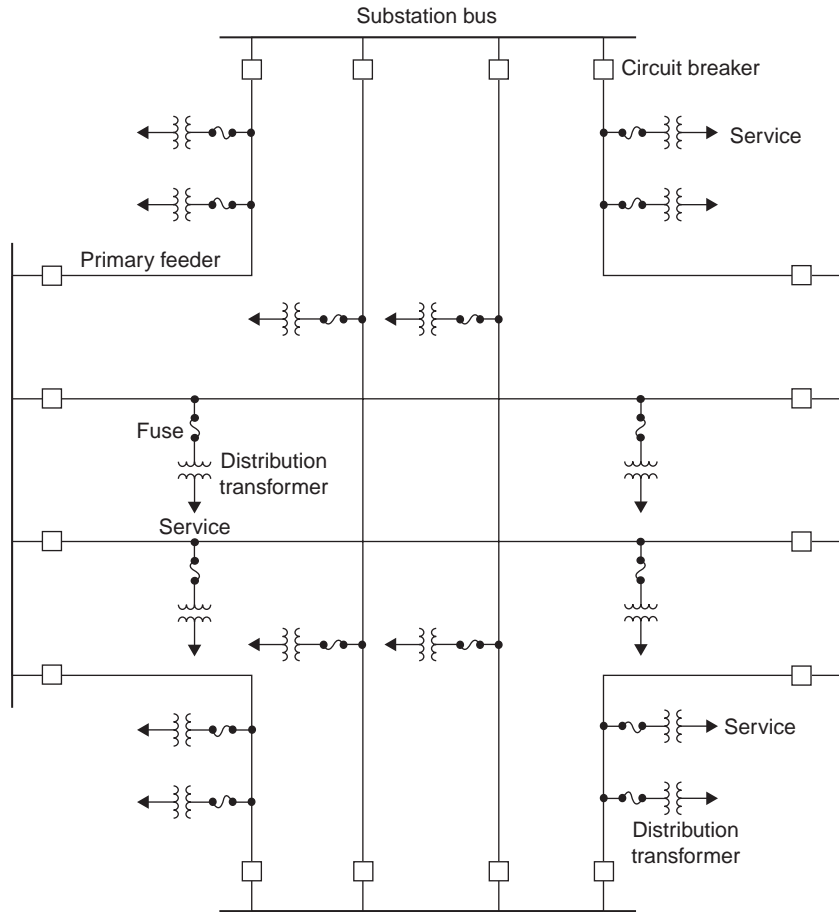 Substation bus
Circuit breaker
Service
Primary feeder
Fuse
Distribution
transformer
Service
Service
Distribution
transformer